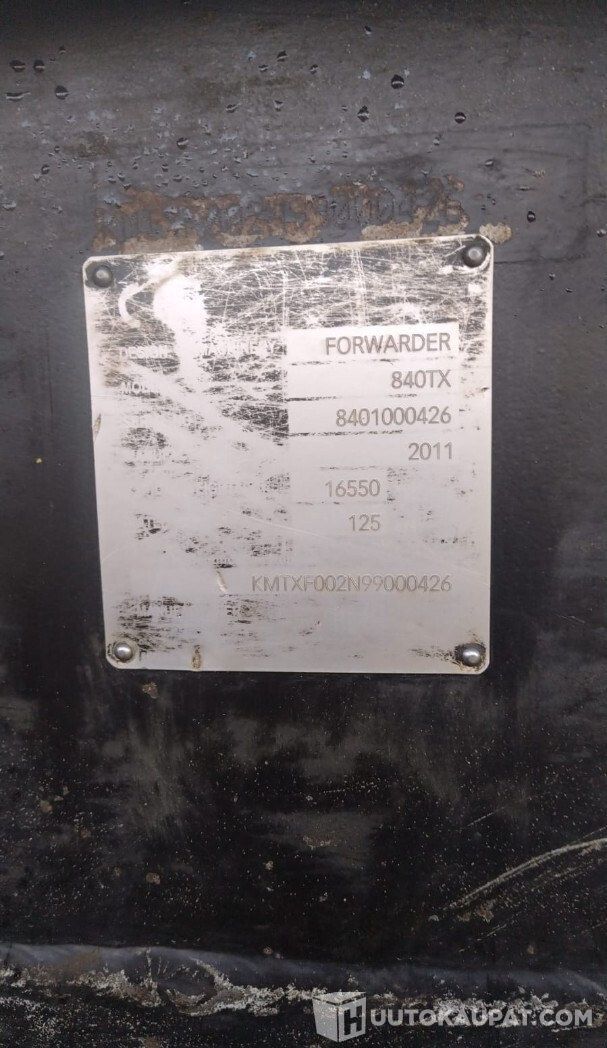 FORWARDER
840TX
8401000426
2011
16550
125
KMTXF002N99000426
HUUTOKAUPAT.COM